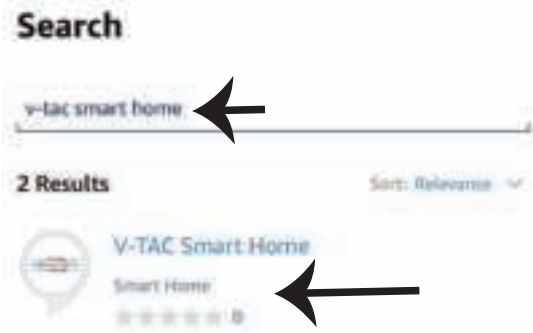 Search
v-tac smart home
2 Results
Sort: Relevance
V-TAC Smart Home
Smart Home
0